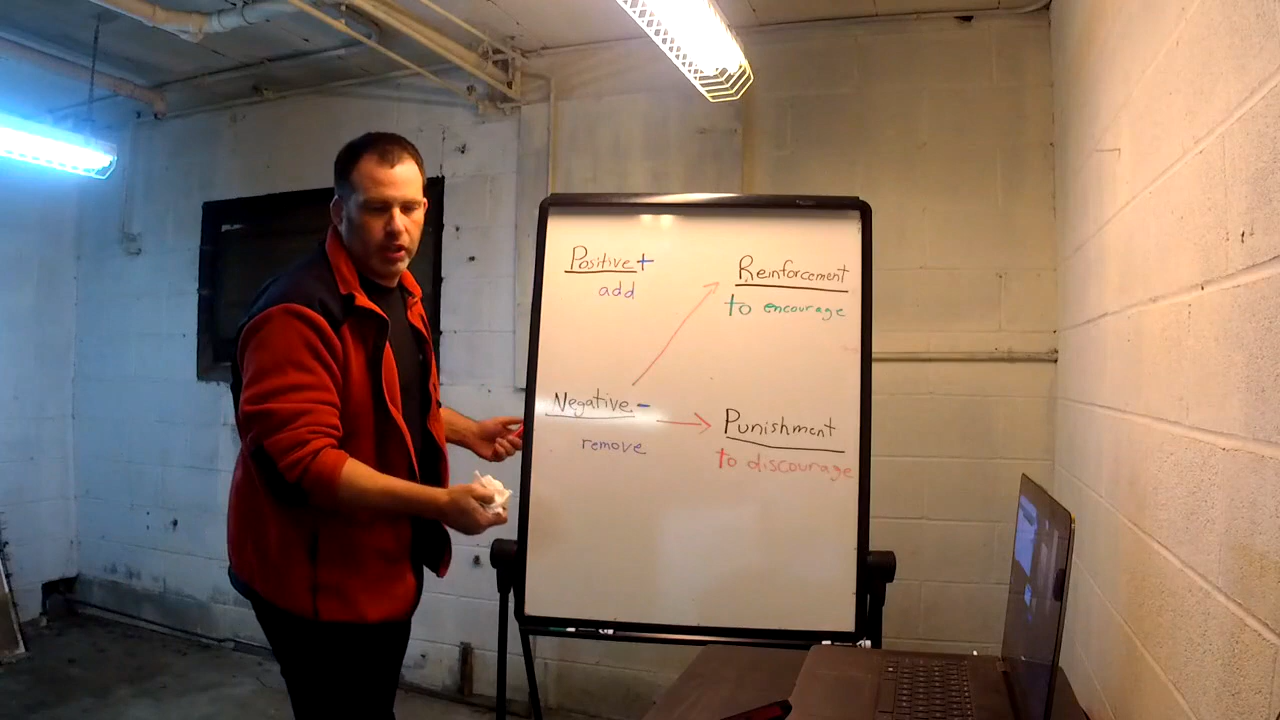 Positive +
add
Reinforcement
to encourage
Negative -
remove
Punishment
to discourage